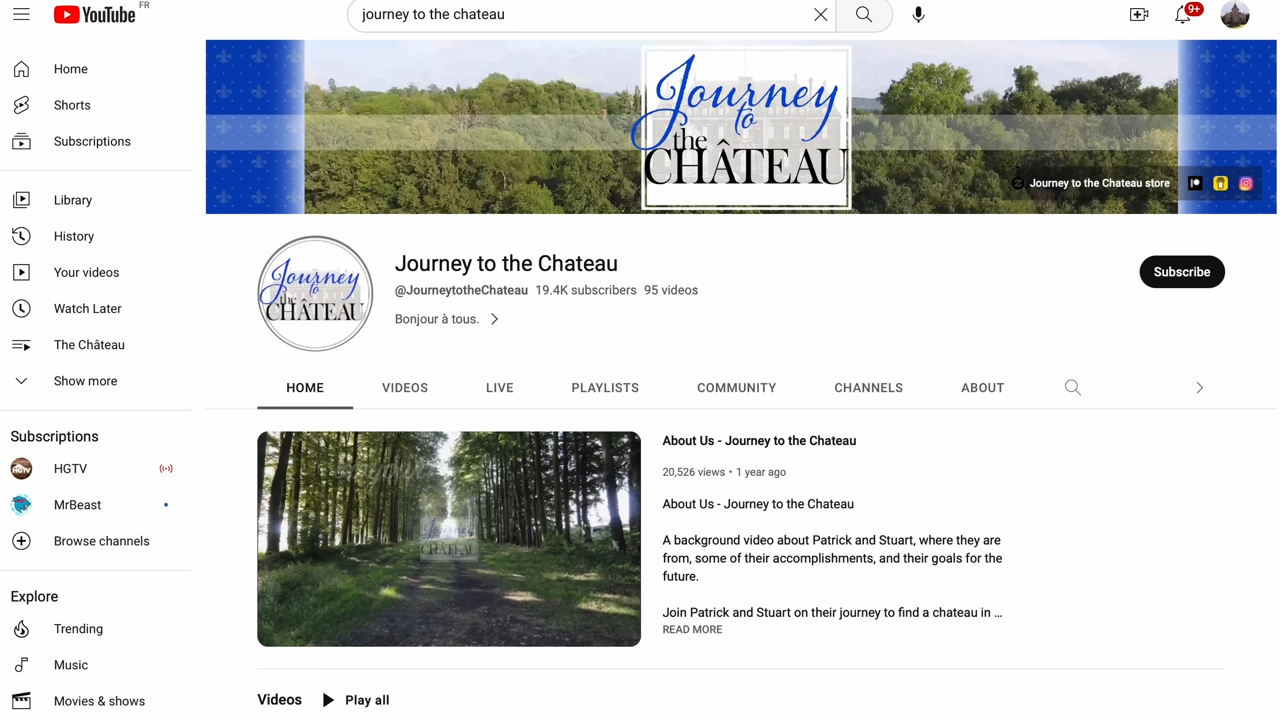 YouTube FR
journey to the chateau
9+
Home
Shorts
Subscriptions
Library
History
Your videos
Watch Later
The Château
Show more
Subscriptions
HGTV
MrBeast
Browse channels
Explore
Trending
Music
Movies & shows
Journey
to
the
CHÂTEAU
Journey to the Chateau store
Journey
to
the
CHÂTEAU
Journey to the Chateau
@JourneytotheChateau 19.4K subscribers 95 videos
Bonjour à tous.
Subscribe
HOME VIDEOS LIVE PLAYLISTS COMMUNITY CHANNELS ABOUT
Journey
CHÂTEAU
About Us - Journey to the Chateau
20,526 views • 1 year ago
About Us - Journey to the Chateau
A background video about Patrick and Stuart, where they are
from, some of their accomplishments, and their goals for the
future.
Join Patrick and Stuart on their journey to find a chateau in ...
READ MORE
Videos Play all